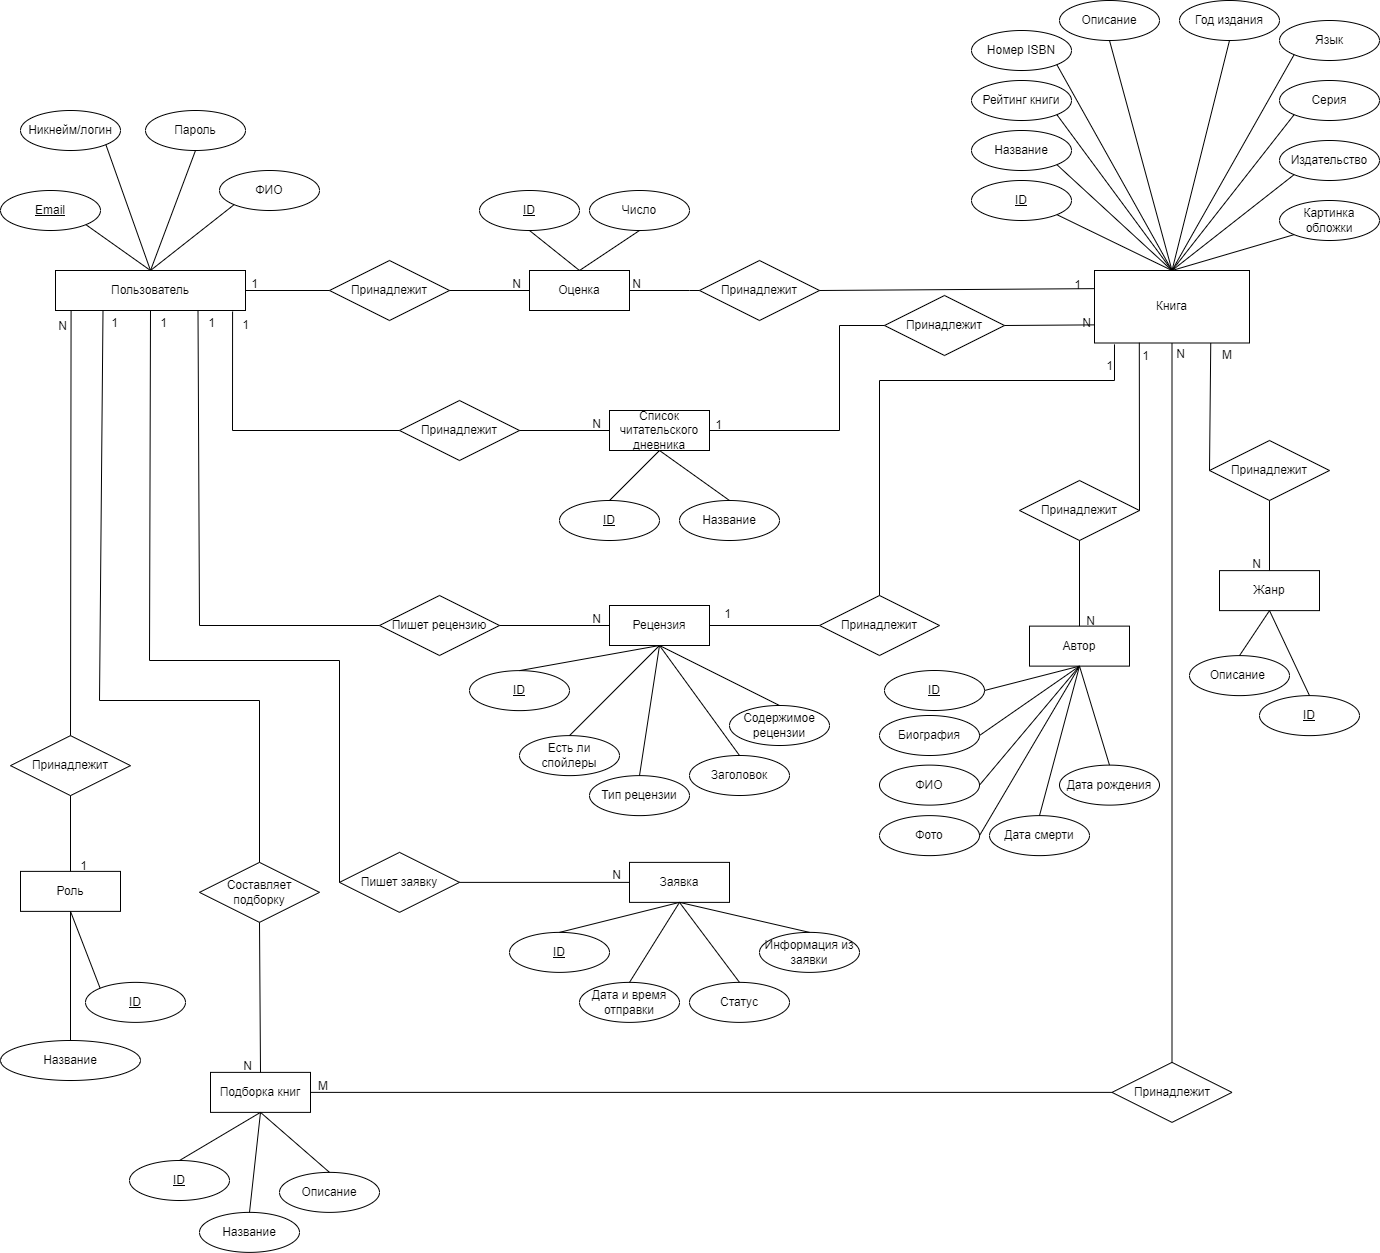 Описание
Год издания
Язык
Номер ISBN
Рейтинг книги
Серия
Название
Издательство
ID
Картинка
обложки
Никнейм/логин
Пароль
ФИО
Email
ID
Число
Пользователь
1
Принадлежит
N
Оценка
N
Принадлежит
1
Книга
N
1
1
1
1
Принадлежит
N
1
1
N
M
Принадлежит
N
Список
читательского
дневника
1
ID
Название
Принадлежит
Принадлежит
N
Жанр
Описание
ID
Пишет рецензию
N
Рецензия
1
Принадлежит
N
Автор
ID
Есть ли
спойлеры
Тип рецензии
Заголовок
Содержимое
рецензии
ID
Биография
ФИО
Фото
Дата смерти
Дата рождения
Принадлежит
1
Роль
ID
Название
Составляет
подборку
Пишет заявку
N
Заявка
ID
Дата и время
отправки
Статус
Информация из
заявки
N
Подборка книг
M
Принадлежит
ID
Название
Описание